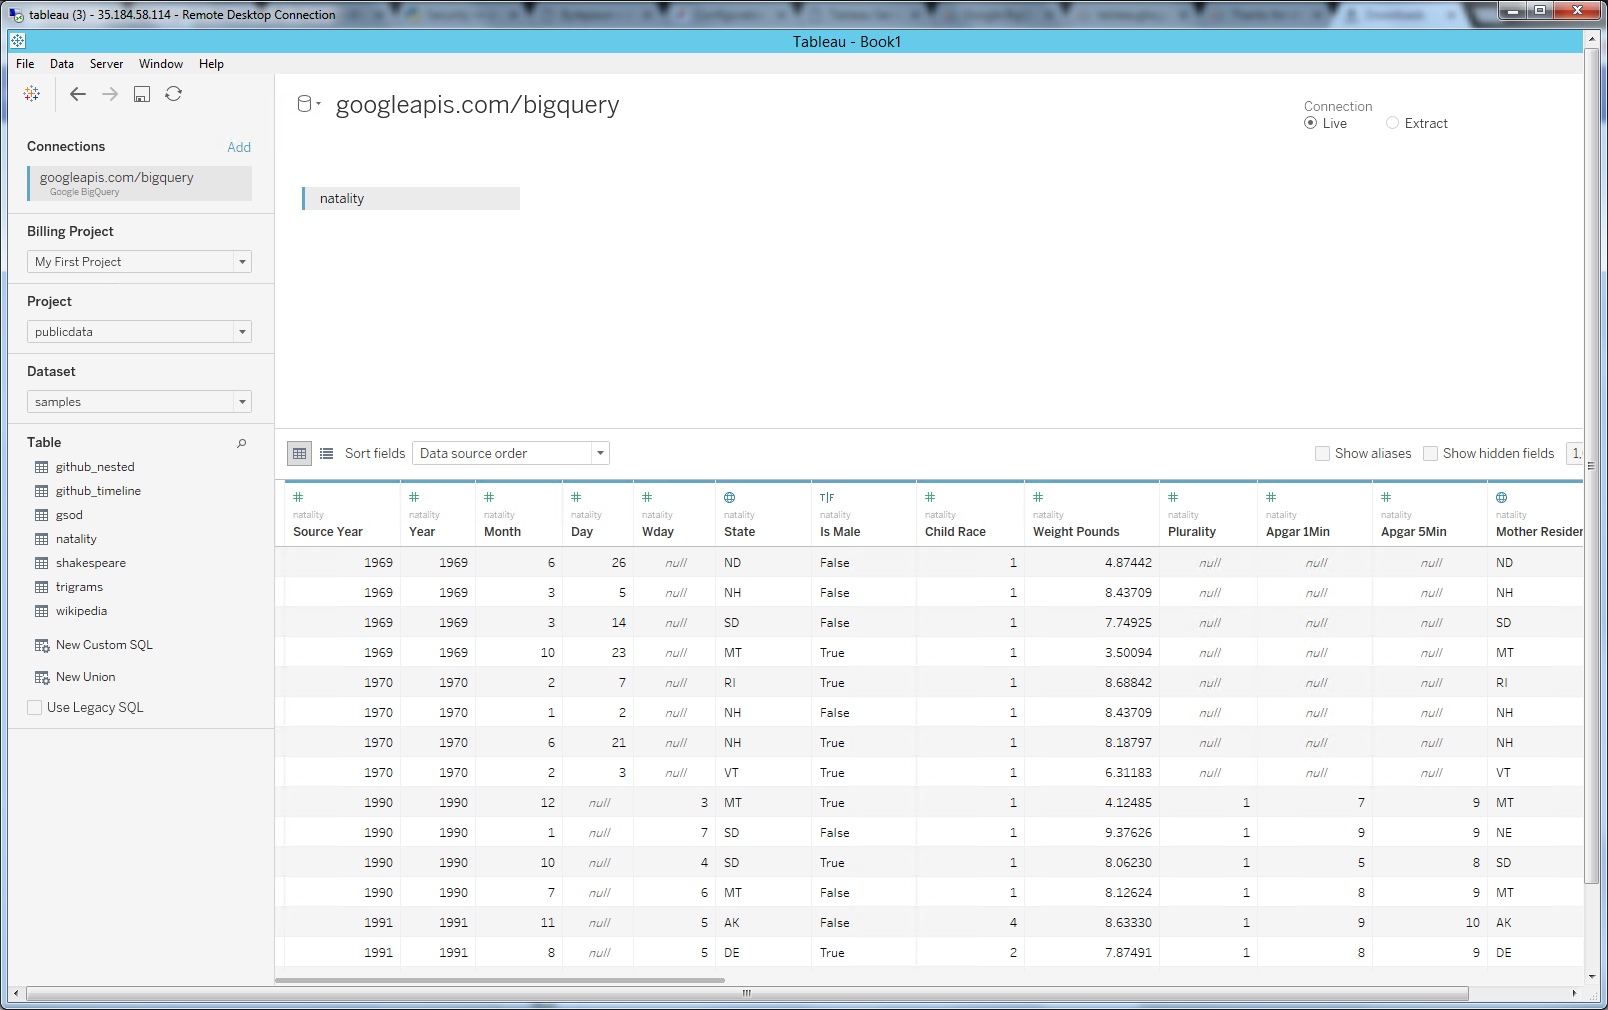 tableau (3) - 35.184.58.114 - Remote Desktop Connection
Tableau - Book1
File Data Server Window Help
googleapis.com/bigquery
Connection
Live Extract
Connections Add
googleapis.com/bigquery
Google BigQuery
natality
Billing Project
My First Project
Project
publicdata
Dataset
samples
Table
github_nested
github_timeline
gsod
natality
shakespeare
trigrams
wikipedia
New Custom SQL
New Union
Use Legacy SQL
Sort fields Data source order Show aliases Show hidden fields 1,
# # # # # T|F # # # # #
natality natality natality natality natality natality natality natality natality natality natality natality natality
Source Year Year Month Day Wday State Is Male Child Race Weight Pounds Plurality Apgar 1Min Apgar 5Min Mother Residen
1969 1969 6 26 null ND False 1 4.87442 null null null ND
1969 1969 3 5 null NH False 1 8.43709 null null null NH
1969 1969 3 14 null SD False 1 7.74925 null null null SD
1969 1969 10 23 null MT True 1 3.50094 null null null MT
1970 1970 2 7 null RI True 1 8.68842 null null null RI
1970 1970 1 2 null NH False 1 8.43709 null null null NH
1970 1970 6 21 null NH True 1 8.18797 null null null NH
1970 1970 2 3 null VT True 1 6.31183 null null null VT
1990 1990 12 null 3 MT True 1 4.12485 1 7 9 MT
1990 1990 1 null 7 SD False 1 9.37626 1 9 9 NE
1990 1990 10 null 4 SD True 1 8.06230 1 5 8 SD
1990 1990 7 null 6 MT False 1 8.12624 1 8 9 MT
1991 1991 11 null 5 AK False 4 8.63330 1 9 10 AK
1991 1991 8 null 5 DE True 2 7.87491 1 8 9 DE